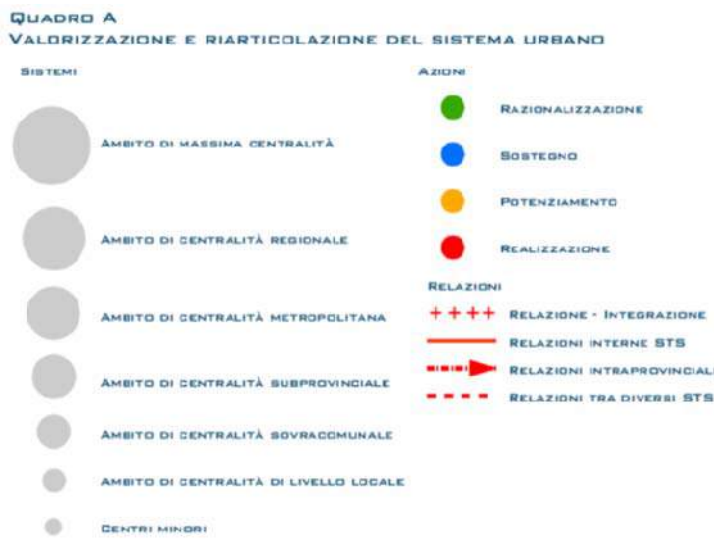 QUADRO A
VALORIZZAZIONE E RIARTICOLAZIONE DEL SISTEMA URBANO
SISTEMI
AMBITO DI MASSIMA CENTRALITÀ
AMBITO DI CENTRALITÀ REGIONALE
AMBITO DI CENTRALITÀ METROPOLITANA
AMBITO DI CENTRALITÀ SUBPROVINCIALE
AMBITO DI CENTRALITÀ SOVRACOMUNALE
AMBITO DI CENTRALITÀ DI LIVELLO LOCALE
CENTRI MINORI
AZIONI
RAZIONALIZZAZIONE
SOSTEGNO
POTENZIAMENTO
REALIZZAZIONE
RELAZIONI
RELAZIONE - INTEGRAZIONE
RELAZIONI INTERNE STS
RELAZIONI INTRAPROVINCIALI
RELAZIONI TRA DIVERSI STS